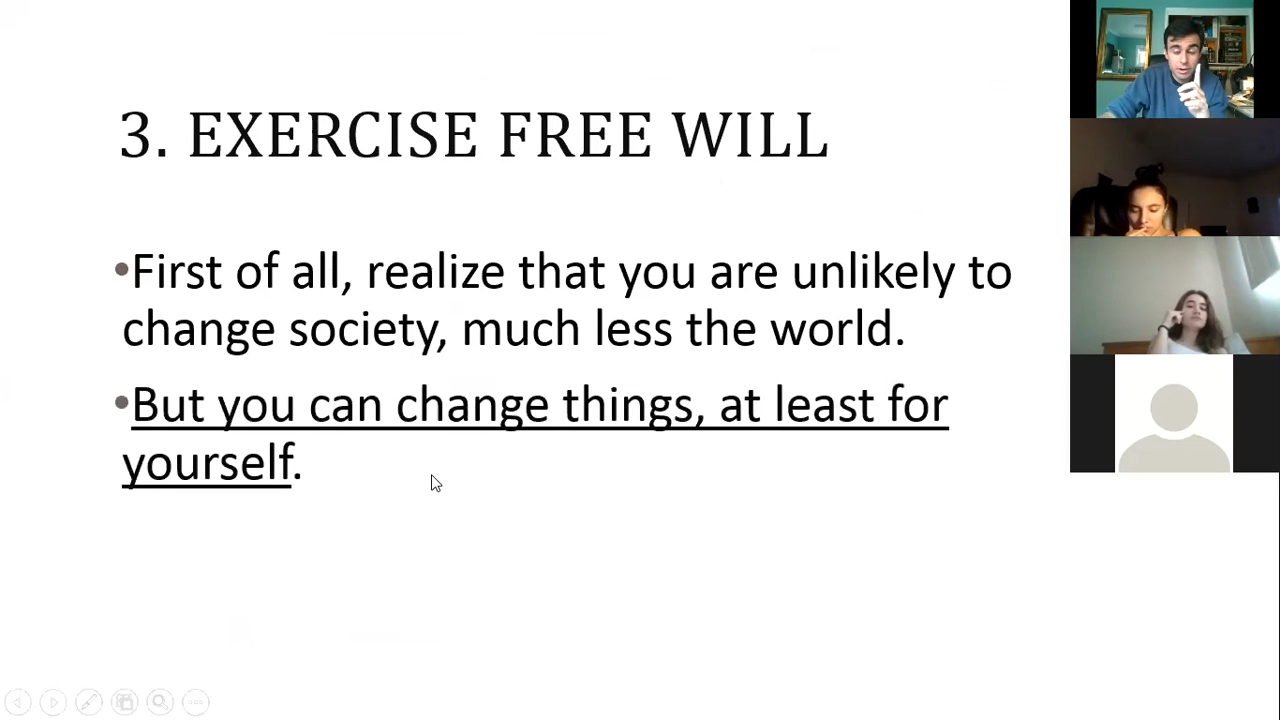 3. EXERCISE FREE WILL
•First of all, realize that you are unlikely to
change society, much less the world.
•But you can change things, at least for
yourself.